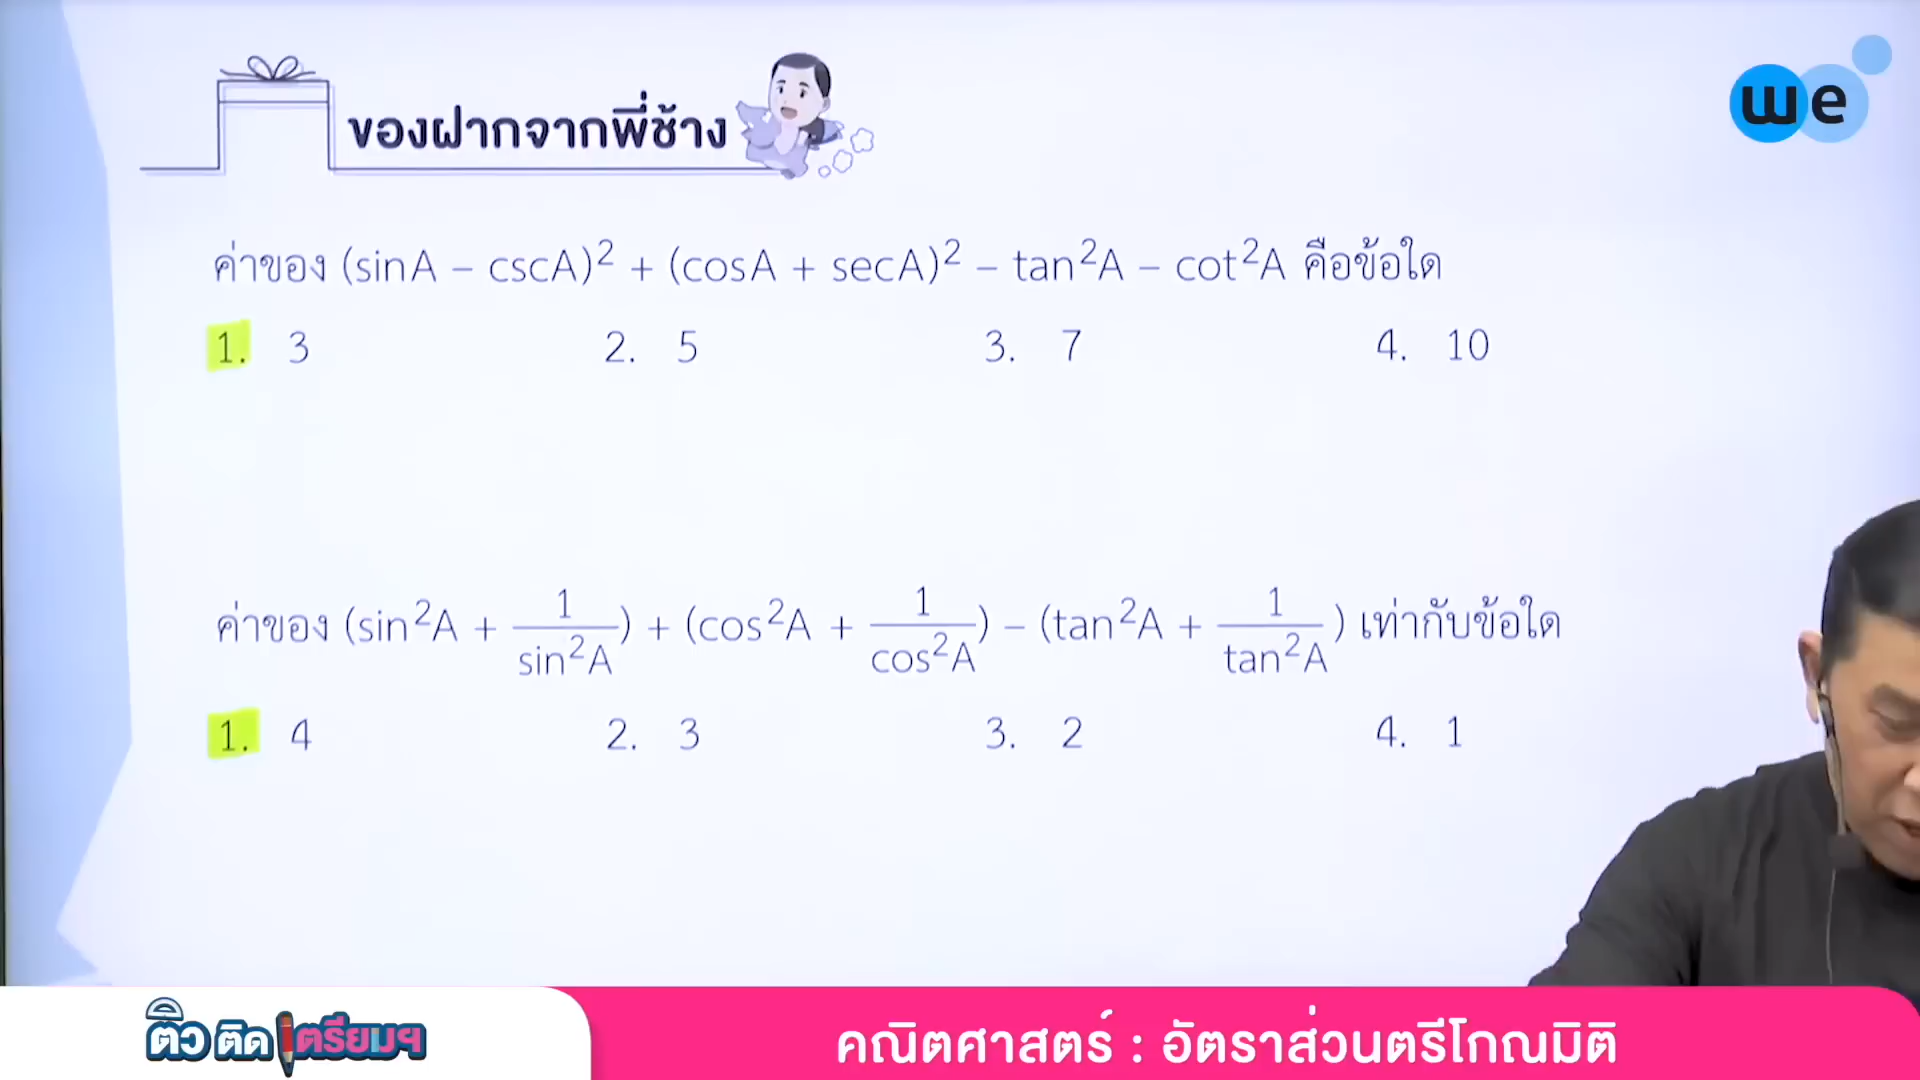 we
ของฝากจากพี่ช้าง
ค่าของ (sinA – cscA)² + (cosA + secA)² – tan²A – cot²A คือข้อใด
1. 3 2. 5 3. 7 4. 10
ค่าของ (sin²A + 1/sin²A) + (cos²A + 1/cos²A) – (tan²A + 1/tan²A) เท่ากับข้อใด
1. 4 2. 3 3. 2 4. 1
ติว ติด เตรียมฯ
คณิตศาสตร์ : อัตราส่วนตรีโกณมิติ